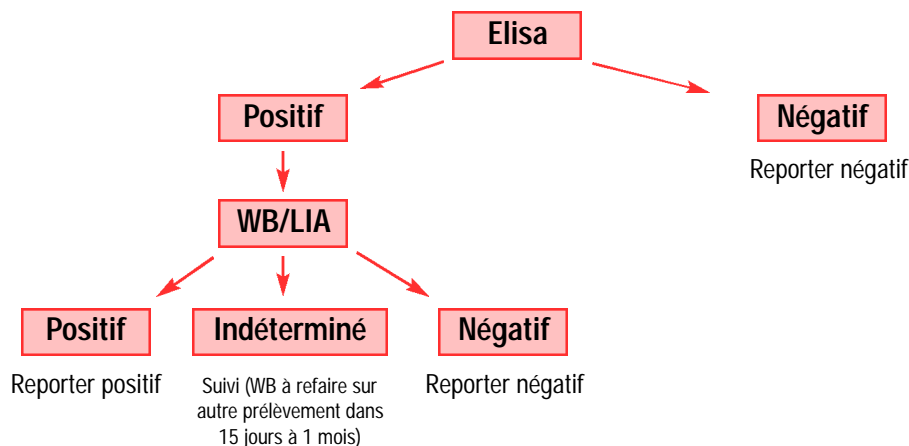 Elisa
Positif
Négatif
Reporter négatif
WB/LIA
Positif
Indéterminé
Négatif
Reporter positif
Suivi (WB à refaire sur
autre prélèvement dans
15 jours à 1 mois)
Reporter négatif